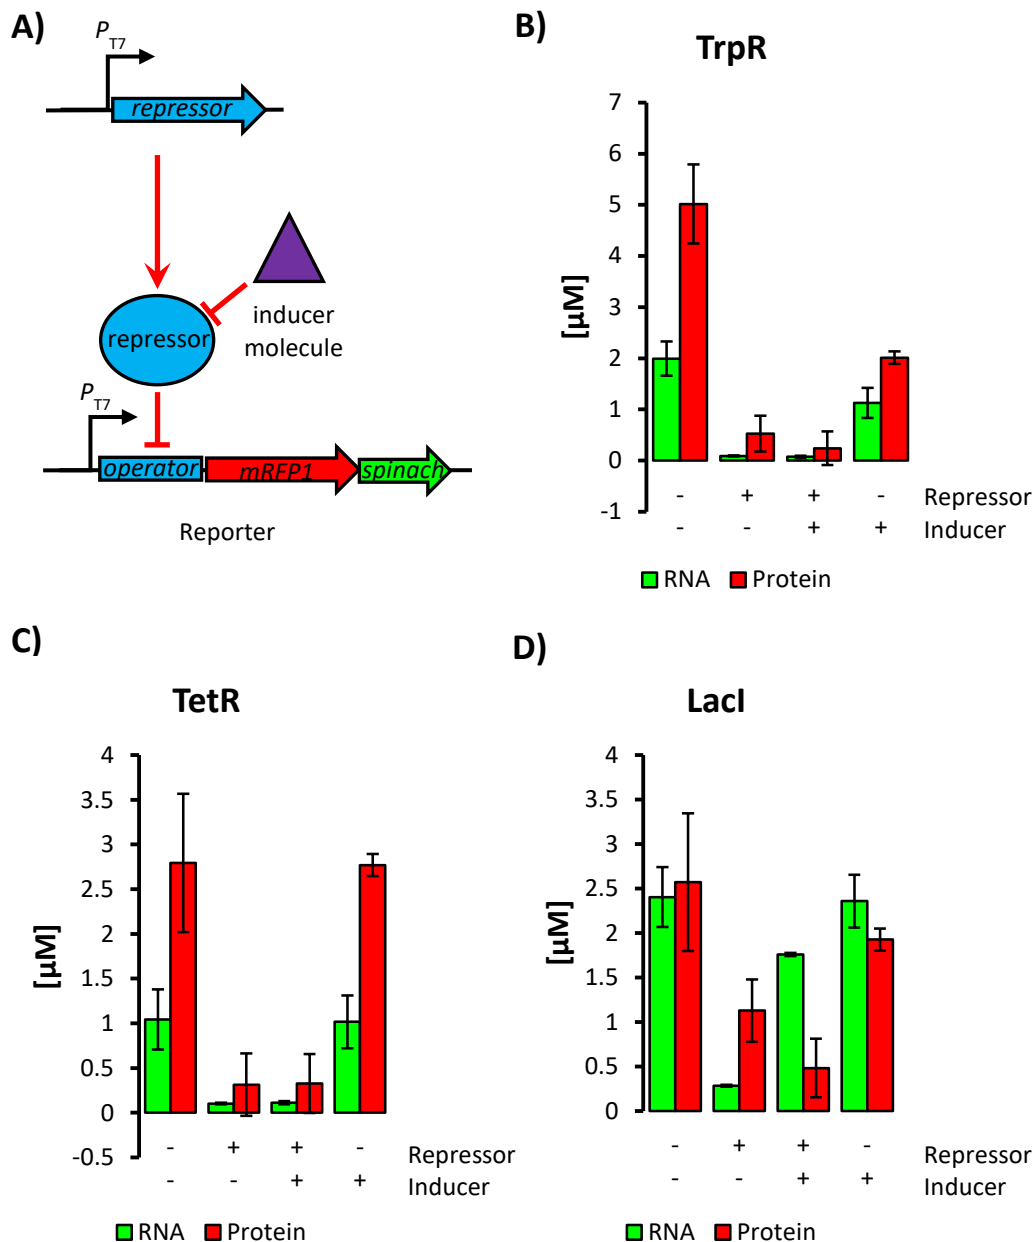 A)
P T7
repressor
inducer
molecule
repressor
P T7
operator mRFP1 spinach
Reporter
B)
TrpR
7
6
5
4
3
2
1
0
-1
[µM]
- + + - Repressor
- - + + Inducer
RNA Protein
C)
TetR
4
3.5
3
2.5
2
1.5
1
0.5
0
-0.5
[µM]
- + + - Repressor
- - + + Inducer
RNA Protein
D)
LacI
4
3.5
3
2.5
2
1.5
1
0.5
0
[µM]
- + + - Repressor
- - + + Inducer
RNA Protein